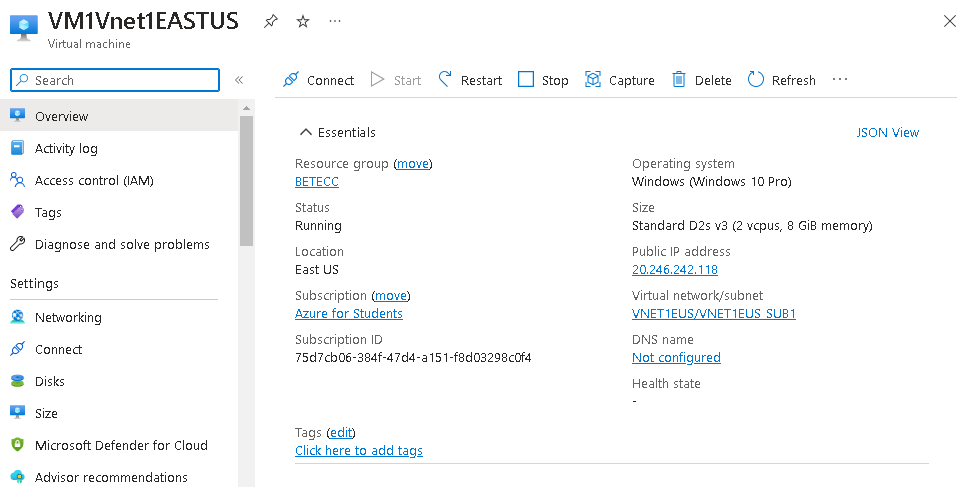 VM1Vnet1EASTUS
Virtual machine
Search
Connect Start Restart Stop Capture Delete Refresh
Overview
Activity log
Access control (IAM)
Tags
Diagnose and solve problems
Settings
Networking
Connect
Disks
Size
Microsoft Defender for Cloud
Advisor recommendations
Essentials
JSON View
Resource group (move)
BETECC
Status
Running
Location
East US
Subscription (move)
Azure for Students
Subscription ID
75d7cb06-384f-47d4-a151-f8d03298c0f4
Operating system
Windows (Windows 10 Pro)
Size
Standard D2s v3 (2 vcpus, 8 GiB memory)
Public IP address
20.246.242.118
Virtual network/subnet
VNET1EUS/VNET1EUS_SUB1
DNS name
Not configured
Health state
-
Tags (edit)
Click here to add tags